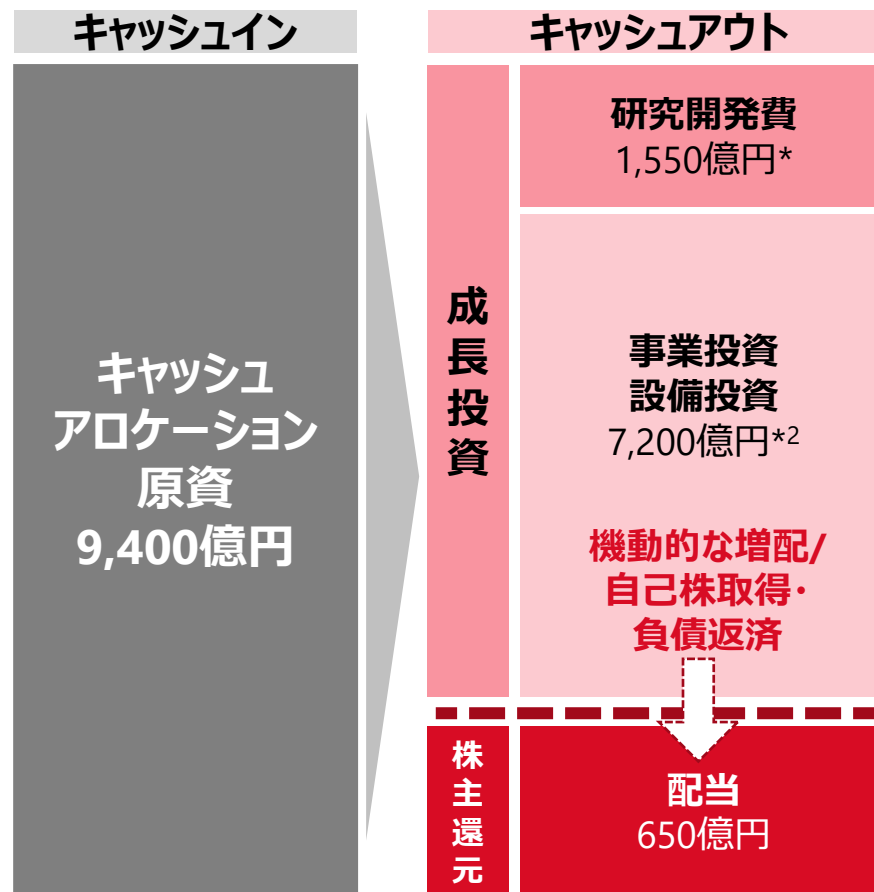 キャッシュイン
キャッシュアウト
キャッシュ
アロケーション
原資
9,400億円
成長投資
研究開発費
1,550億円*
事業投資
設備投資
7,200億円*2
機動的な増配/
自己株取得・
負債返済
株主還元
配当
650億円